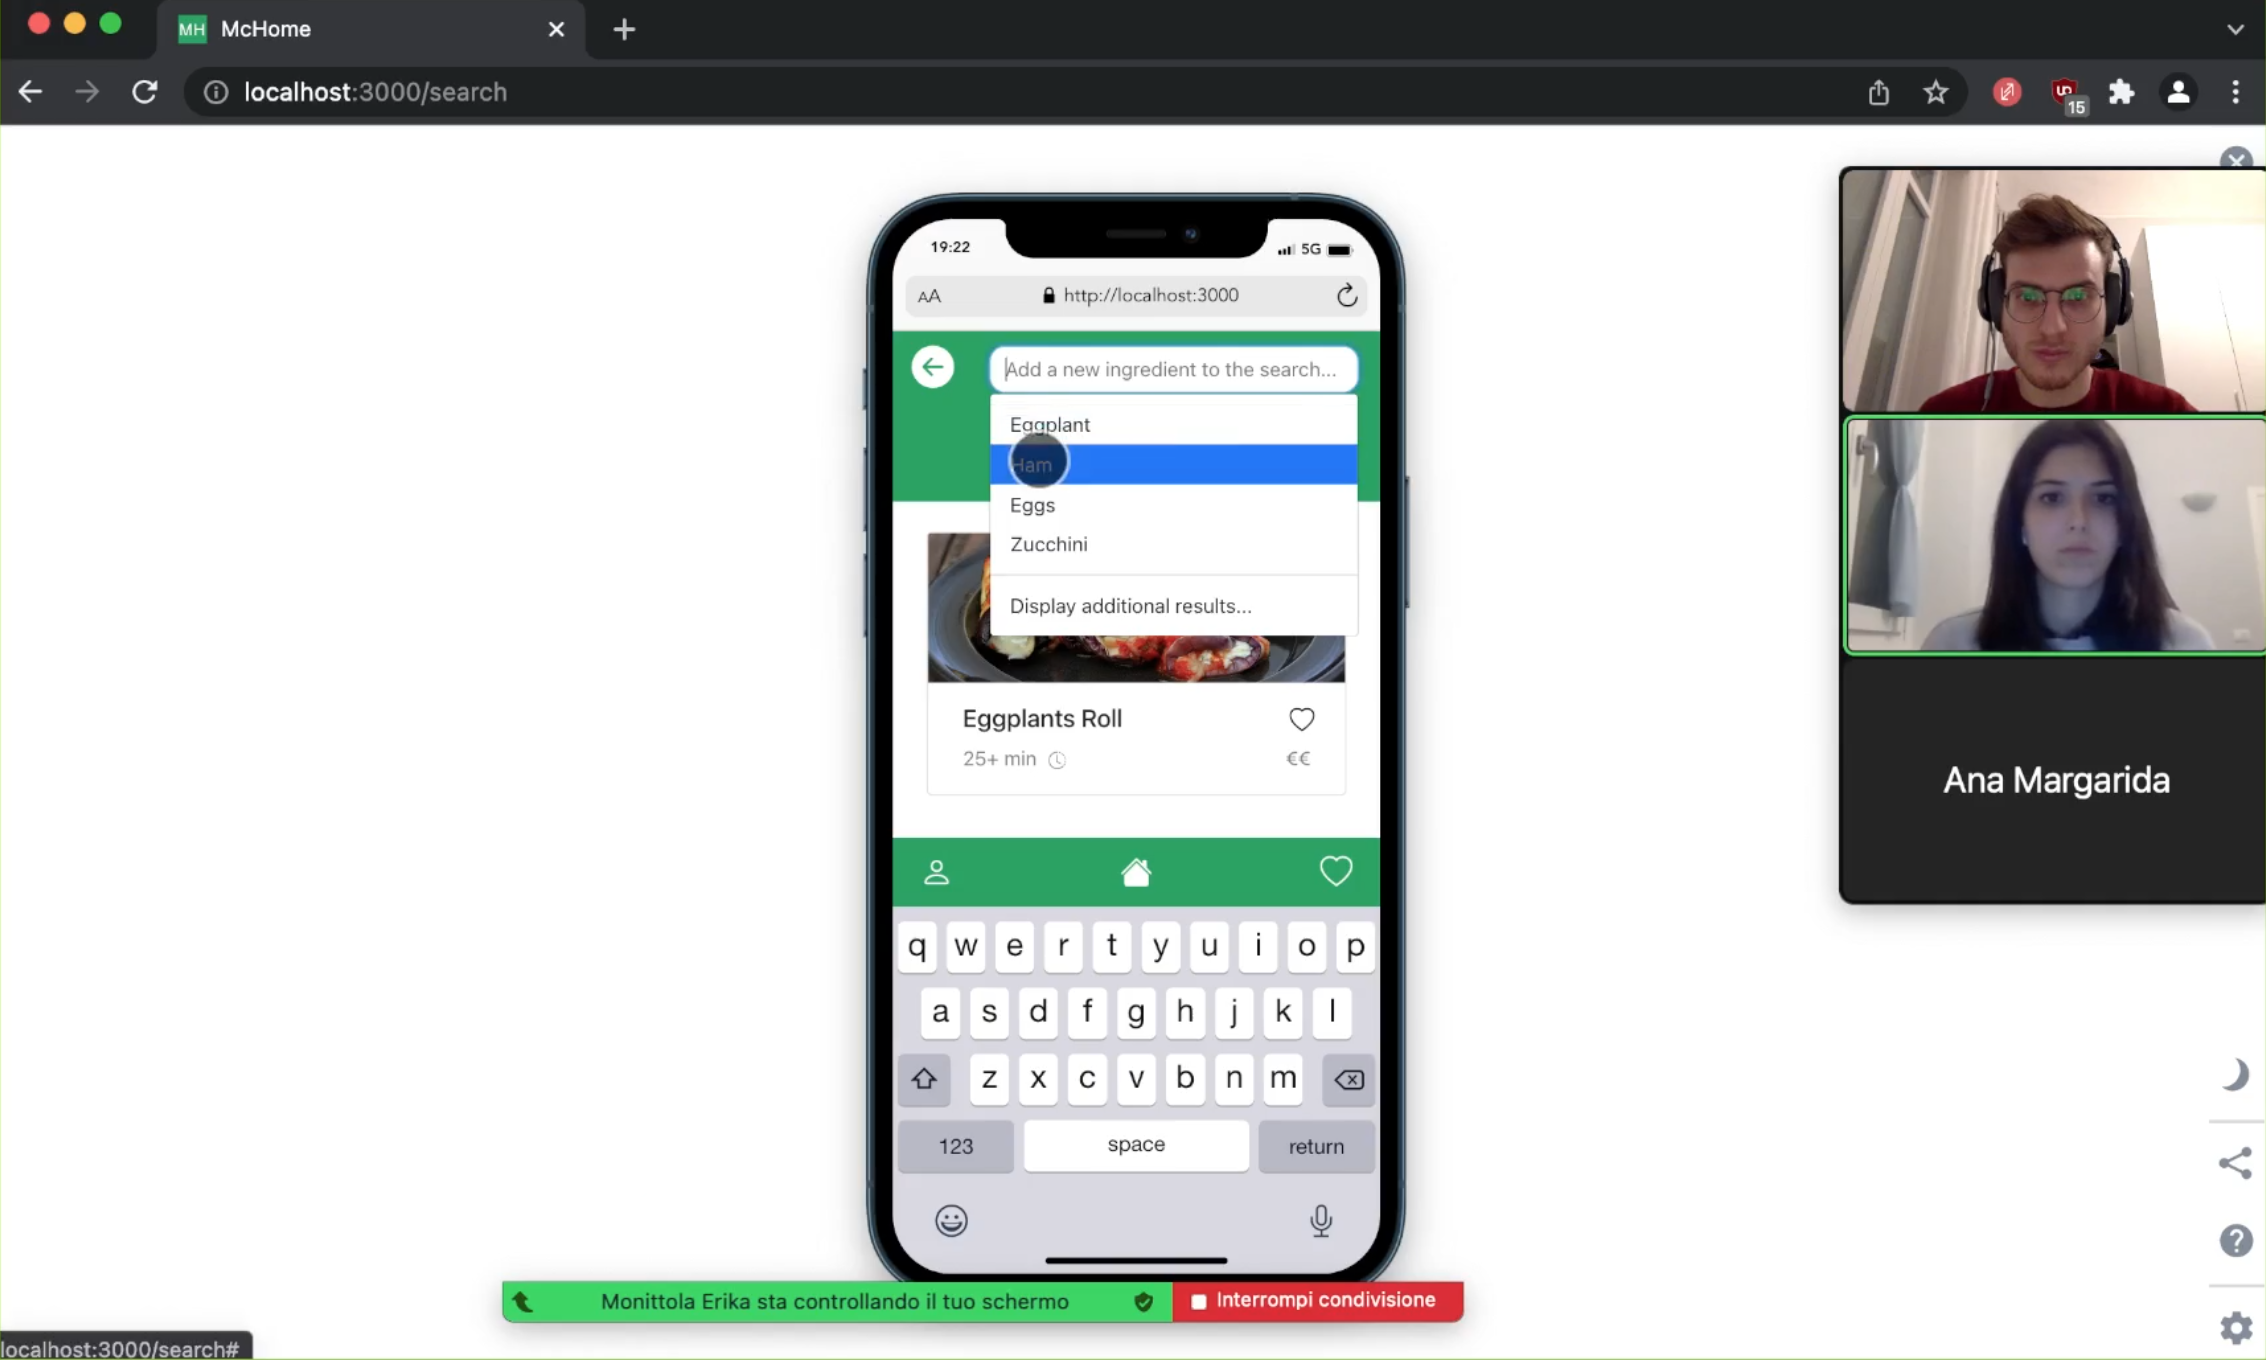 MH McHome
localhost:3000/search
15
19:22
5G
AA http://localhost:3000
Add a new ingredient to the search...
Eggplant
Ham
Eggs
Zucchini
Display additional results...
Eggplants Roll
25+ min €€
Ana Margarida
q w e r t y u i o p
a s d f g h j k l
z x c v b n m
123 space return
Monittola Erika sta controllando il tuo schermo
Interrompi condivisione
localhost:3000/search#